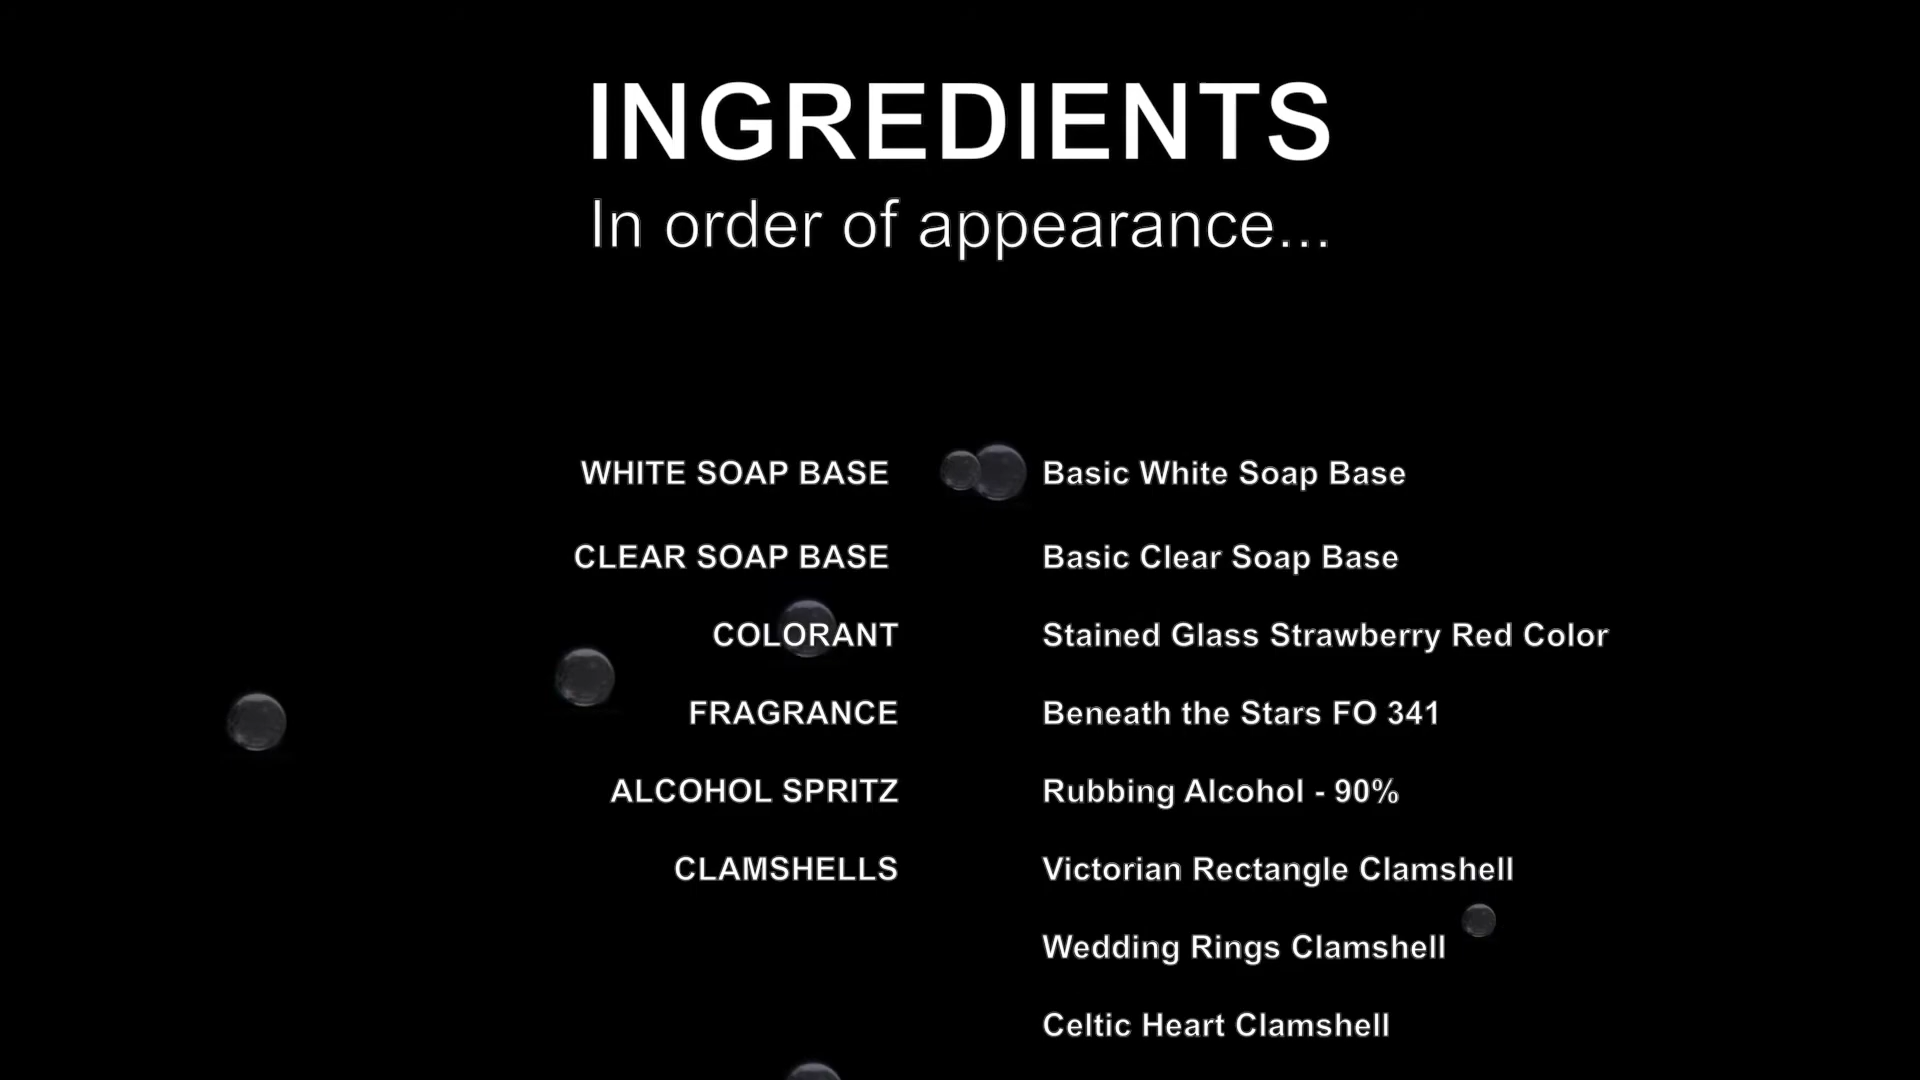 INGREDIENTS
In order of appearance...
WHITE SOAP BASE Basic White Soap Base
CLEAR SOAP BASE Basic Clear Soap Base
COLORANT Stained Glass Strawberry Red Color
FRAGRANCE Beneath the Stars FO 341
ALCOHOL SPRITZ Rubbing Alcohol - 90%
CLAMSHELLS Victorian Rectangle Clamshell
Wedding Rings Clamshell
Celtic Heart Clamshell